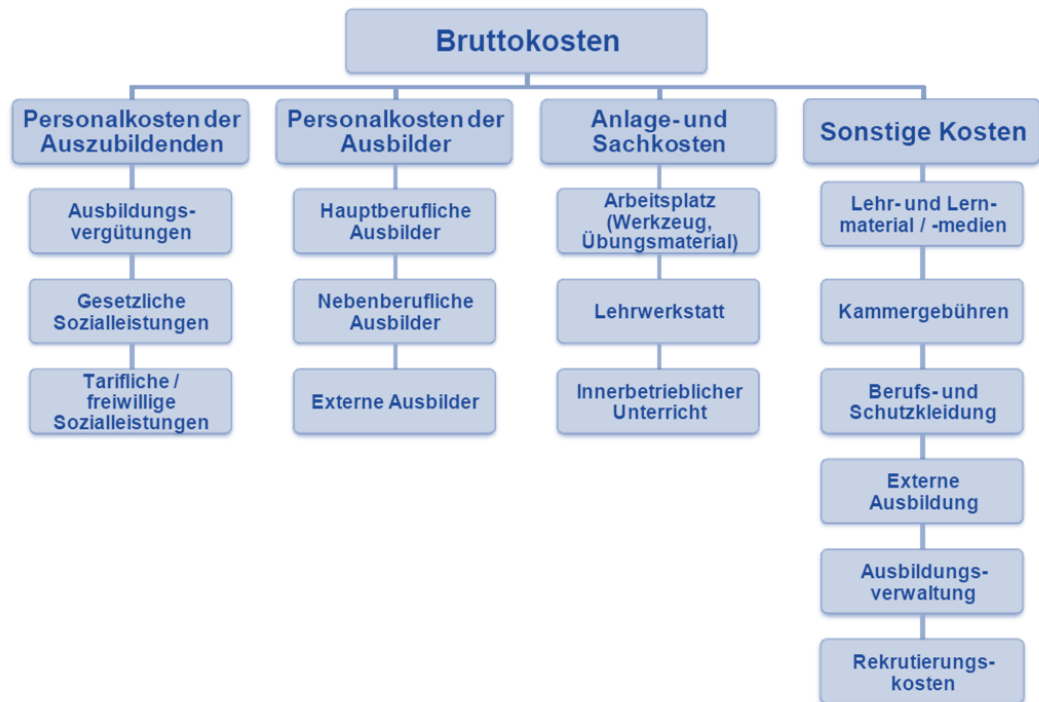 Bruttokosten
Personalkosten der
Auszubildenden
Personalkosten der
Ausbilder
Anlage- und
Sachkosten
Sonstige Kosten
Ausbildungs-
vergütungen
Gesetzliche
Sozialleistungen
Tarifliche /
freiwillige
Sozialleistungen
Hauptberufliche
Ausbilder
Nebenberufliche
Ausbilder
Externe Ausbilder
Arbeitsplatz
(Werkzeug,
Übungsmaterial)
Lehrwerkstatt
Innerbetrieblicher
Unterricht
Lehr- und Lern-
material / -medien
Kammergebühren
Berufs- und
Schutzkleidung
Externe
Ausbildung
Ausbildungs-
verwaltung
Rekrutierungs-
kosten